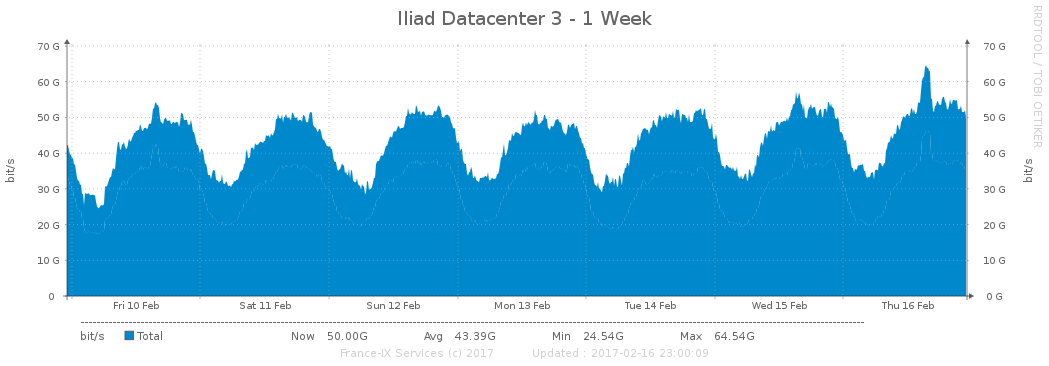 Iliad Datacenter 3 - 1 Week
RRDTOOL / TOBI OETIKER
70 G 70 G
60 G 60 G
50 G 50 G
40 G 40 G
30 G 30 G
20 G 20 G
10 G 10 G
0 0 G
bit/s bit/s
Fri 10 Feb Sat 11 Feb Sun 12 Feb Mon 13 Feb Tue 14 Feb Wed 15 Feb Thu 16 Feb
bit/s Total Now 50.00G Avg 43.39G Min 24.54G Max 64.54G
France-IX Services (c) 2017 Updated : 2017-02-16 23:00:09